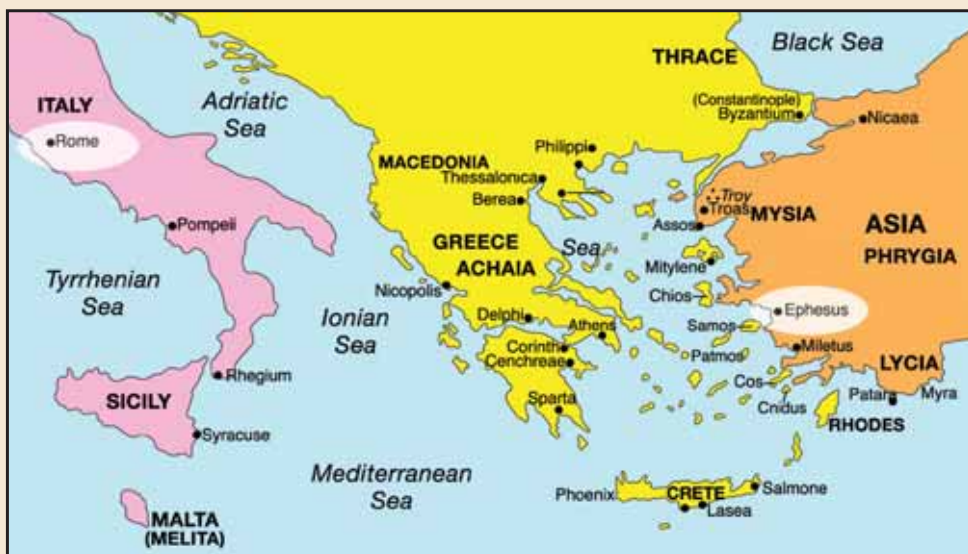 Black Sea
THRACE
ITALY
Adriatic
Sea
(Constantinople)
Byzantium
Nicaea
Rome
Philippi
MACEDONIA
Thessalonica
Berea
Troy
Troas
MYSIA
Pompeii
Assos
ASIA
PHRYGIA
GREECE
ACHAIA
Sea
Mitylene
Tyrrhenian
Sea
Nicopolis
Chios
Ionian
Sea
Delphi
Athens
Ephesus
Samos
Corinth
Cenchreae
Patmos
Miletus
LYCIA
Rhegium
SICILY
Sparta
Cos
Cnidus
Patara
Myra
RHODES
Syracuse
Mediterranean
Sea
Phoenix
CRETE
Salmone
Lasea
MALTA
(MELITA)